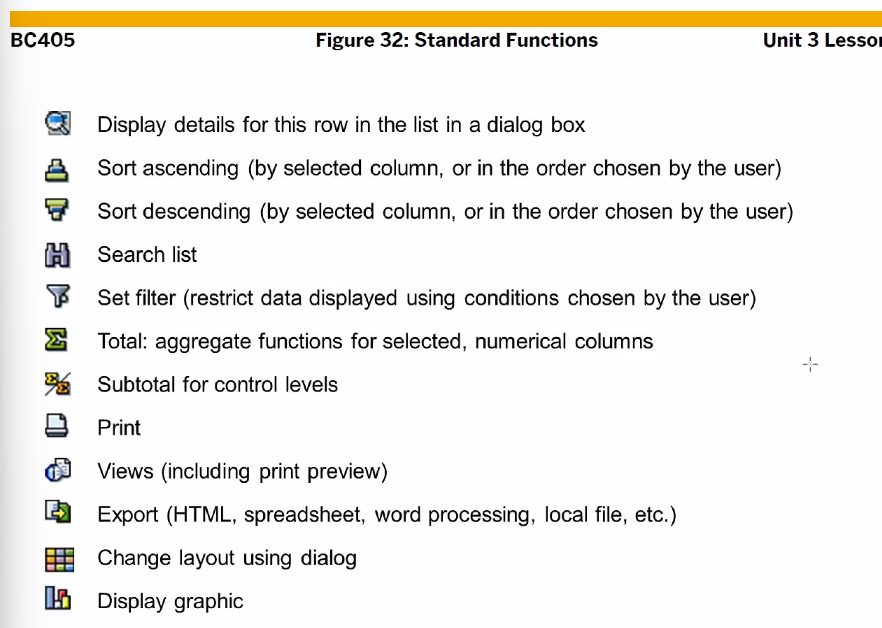 BC405 Figure 32: Standard Functions Unit 3
Display details for this row in the list in a dialog box
Sort ascending (by selected column, or in the order chosen by the user)
Sort descending (by selected column, or in the order chosen by the user)
Search list
Set filter (restrict data displayed using conditions chosen by the user)
Total: aggregate functions for selected, numerical columns
Subtotal for control levels
Print
Views (including print preview)
Export (HTML, spreadsheet, word processing, local file, etc.)
Change layout using dialog
Display graphic